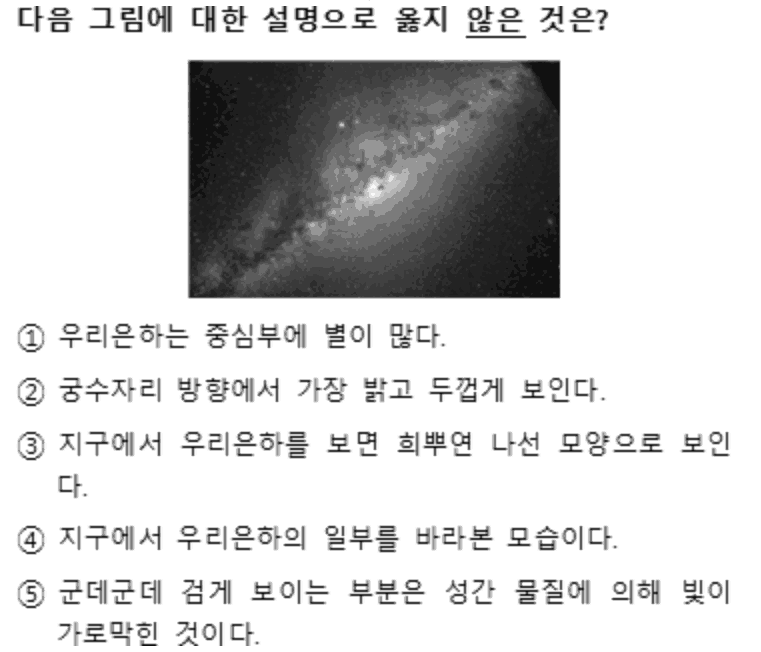 다음 그림에 대한 설명으로 옳지 않은 것은?
① 우리은하는 중심부에 별이 많다.
② 궁수자리 방향에서 가장 밝고 두껍게 보인다.
③ 지구에서 우리은하를 보면 희뿌연 나선 모양으로 보인
다.
④ 지구에서 우리은하의 일부를 바라본 모습이다.
⑤ 군데군데 검게 보이는 부분은 성간 물질에 의해 빛이
가로막힌 것이다.